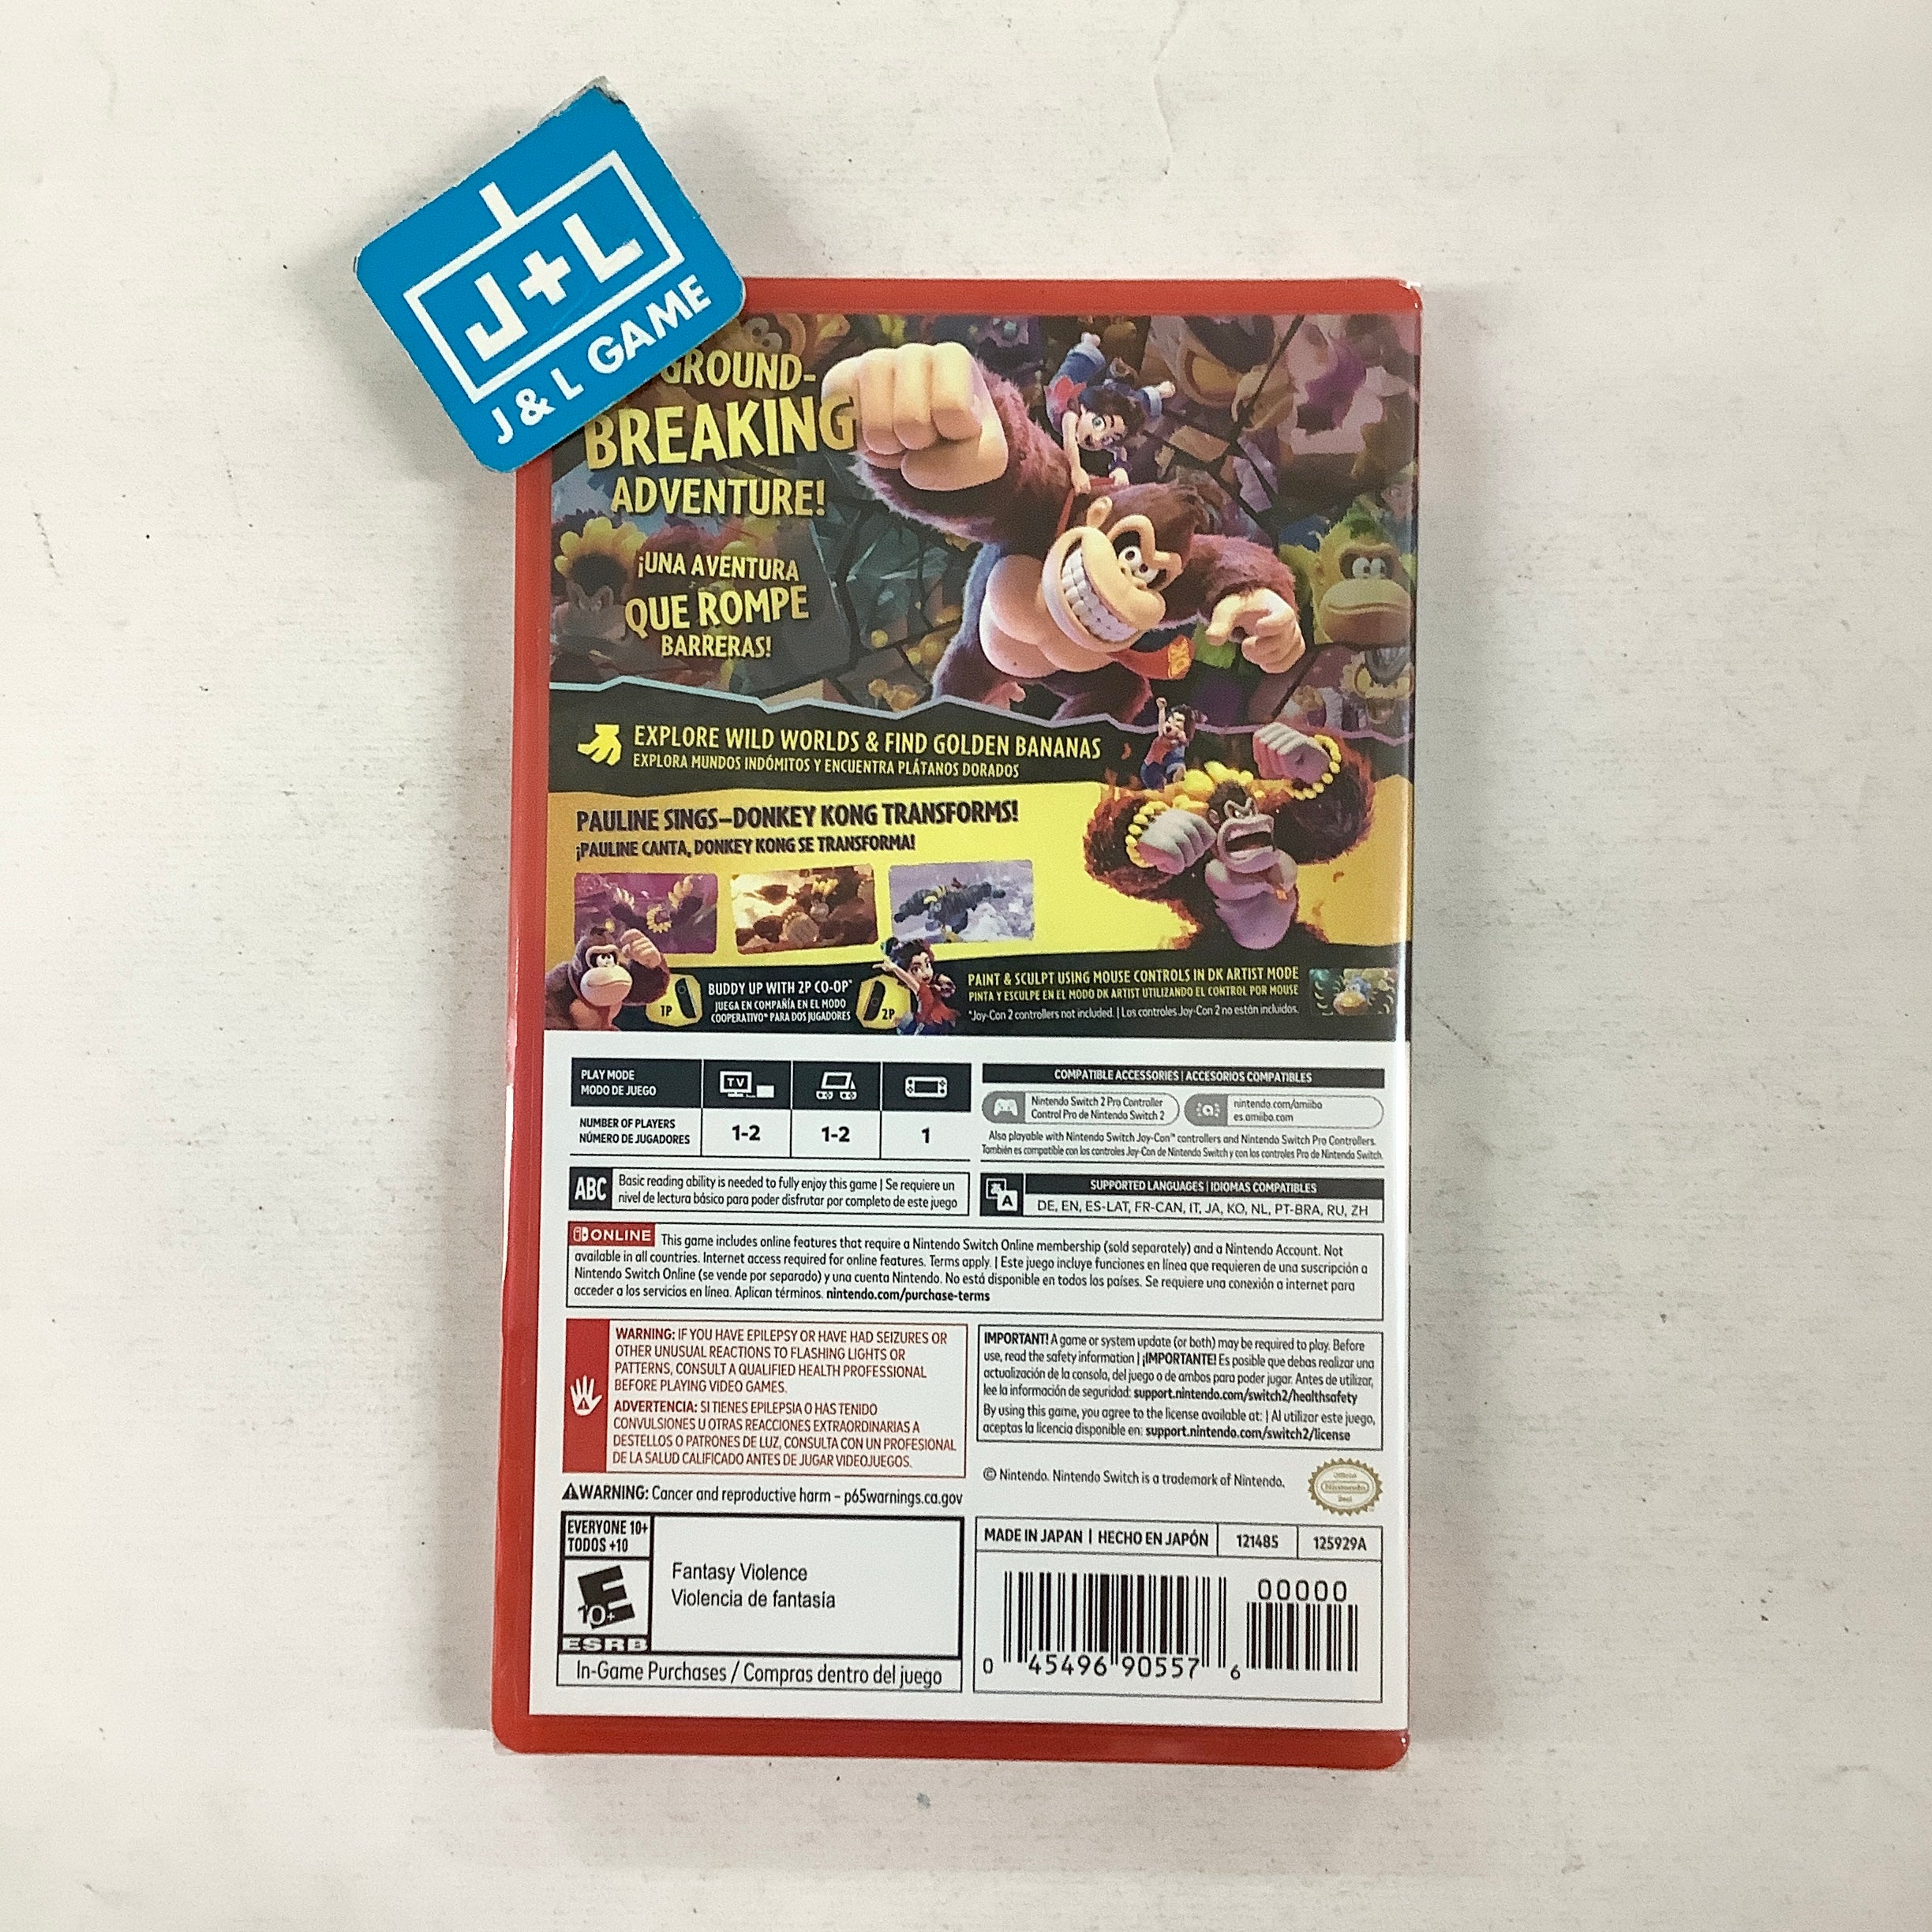 J+L
J & L GAME
GROUND-
BREAKING
ADVENTURE!
¡UNA AVENTURA
QUE ROMPE
BARRERAS!
EXPLORE WILD WORLDS & FIND GOLDEN BANANAS
EXPLORA MUNDOS INDÓMITOS Y ENCUENTRA PLÁTANOS DORADOS
PAULINE SINGS–DONKEY KONG TRANSFORMS!
¡PAULINE CANTA, DONKEY KONG SE TRANSFORMA!
1P
BUDDY UP WITH 2P CO-OP*
JUEGA EN COMPAÑÍA EN EL MODO
COOPERATIVO* PARA DOS JUGADORES
2P
PAINT & SCULPT USING MOUSE CONTROLS IN DK ARTIST MODE
PINTA Y ESCULPE EN EL MODO DK ARTIST UTILIZANDO EL CONTROL POR MOUSE
*Joy-Con 2 controllers not included. | Los controles Joy-Con 2 no están incluidos.
PLAY MODE
MODO DE JUEGO
TV
NUMBER OF PLAYERS
NÚMERO DE JUGADORES
1-2
1-2
1
COMPATIBLE ACCESSORIES | ACCESORIOS COMPATIBLES
Nintendo Switch 2 Pro Controller
Control Pro de Nintendo Switch 2
nintendo.com/amiibo
es.amiibo.com
Also playable with Nintendo Switch Joy-Con™ controllers and Nintendo Switch Pro Controllers.
También es compatible con los controles Joy-Con de Nintendo Switch y con los controles Pro de Nintendo Switch.
ABC
Basic reading ability is needed to fully enjoy this game | Se requiere un
nivel de lectura básico para poder disfrutar por completo de este juego
A
SUPPORTED LANGUAGES | IDIOMAS COMPATIBLES
DE, EN, ES-LAT, FR-CAN, IT, JA, KO, NL, PT-BRA, RU, ZH
ONLINE This game includes online features that require a Nintendo Switch Online membership (sold separately) and a Nintendo Account. Not
available in all countries. Internet access required for online features. Terms apply. | Este juego incluye funciones en línea que requieren de una suscripción a
Nintendo Switch Online (se vende por separado) y una cuenta Nintendo. No está disponible en todos los países. Se requiere una conexión a internet para
acceder a los servicios en línea. Aplican términos. nintendo.com/purchase-terms
WARNING: IF YOU HAVE EPILEPSY OR HAVE HAD SEIZURES OR
OTHER UNUSUAL REACTIONS TO FLASHING LIGHTS OR
PATTERNS, CONSULT A QUALIFIED HEALTH PROFESSIONAL
BEFORE PLAYING VIDEO GAMES.
ADVERTENCIA: SI TIENES EPILEPSIA O HAS TENIDO
CONVULSIONES U OTRAS REACCIONES EXTRAORDINARIAS A
DESTELLOS O PATRONES DE LUZ, CONSULTA CON UN PROFESIONAL
DE LA SALUD CALIFICADO ANTES DE JUGAR VIDEOJUEGOS.
IMPORTANT! A game or system update (or both) may be required to play. Before
use, read the safety information | ¡IMPORTANTE! Es posible que debas realizar una
actualización de la consola, del juego o de ambos para poder jugar. Antes de utilizar,
lee la información de seguridad: support.nintendo.com/switch2/healthsafety
By using this game, you agree to the license available at: | Al utilizar este juego,
aceptas la licencia disponible en: support.nintendo.com/switch2/license
WARNING: Cancer and reproductive harm – p65warnings.ca.gov
© Nintendo. Nintendo Switch is a trademark of Nintendo.
Official
Nintendo
Seal
EVERYONE 10+
TODOS +10
E
10+
ESRB
Fantasy Violence
Violencia de fantasía
In-Game Purchases / Compras dentro del juego
MADE IN JAPAN | HECHO EN JAPÓN
121485
125929A
00000
0 45496 90557 6